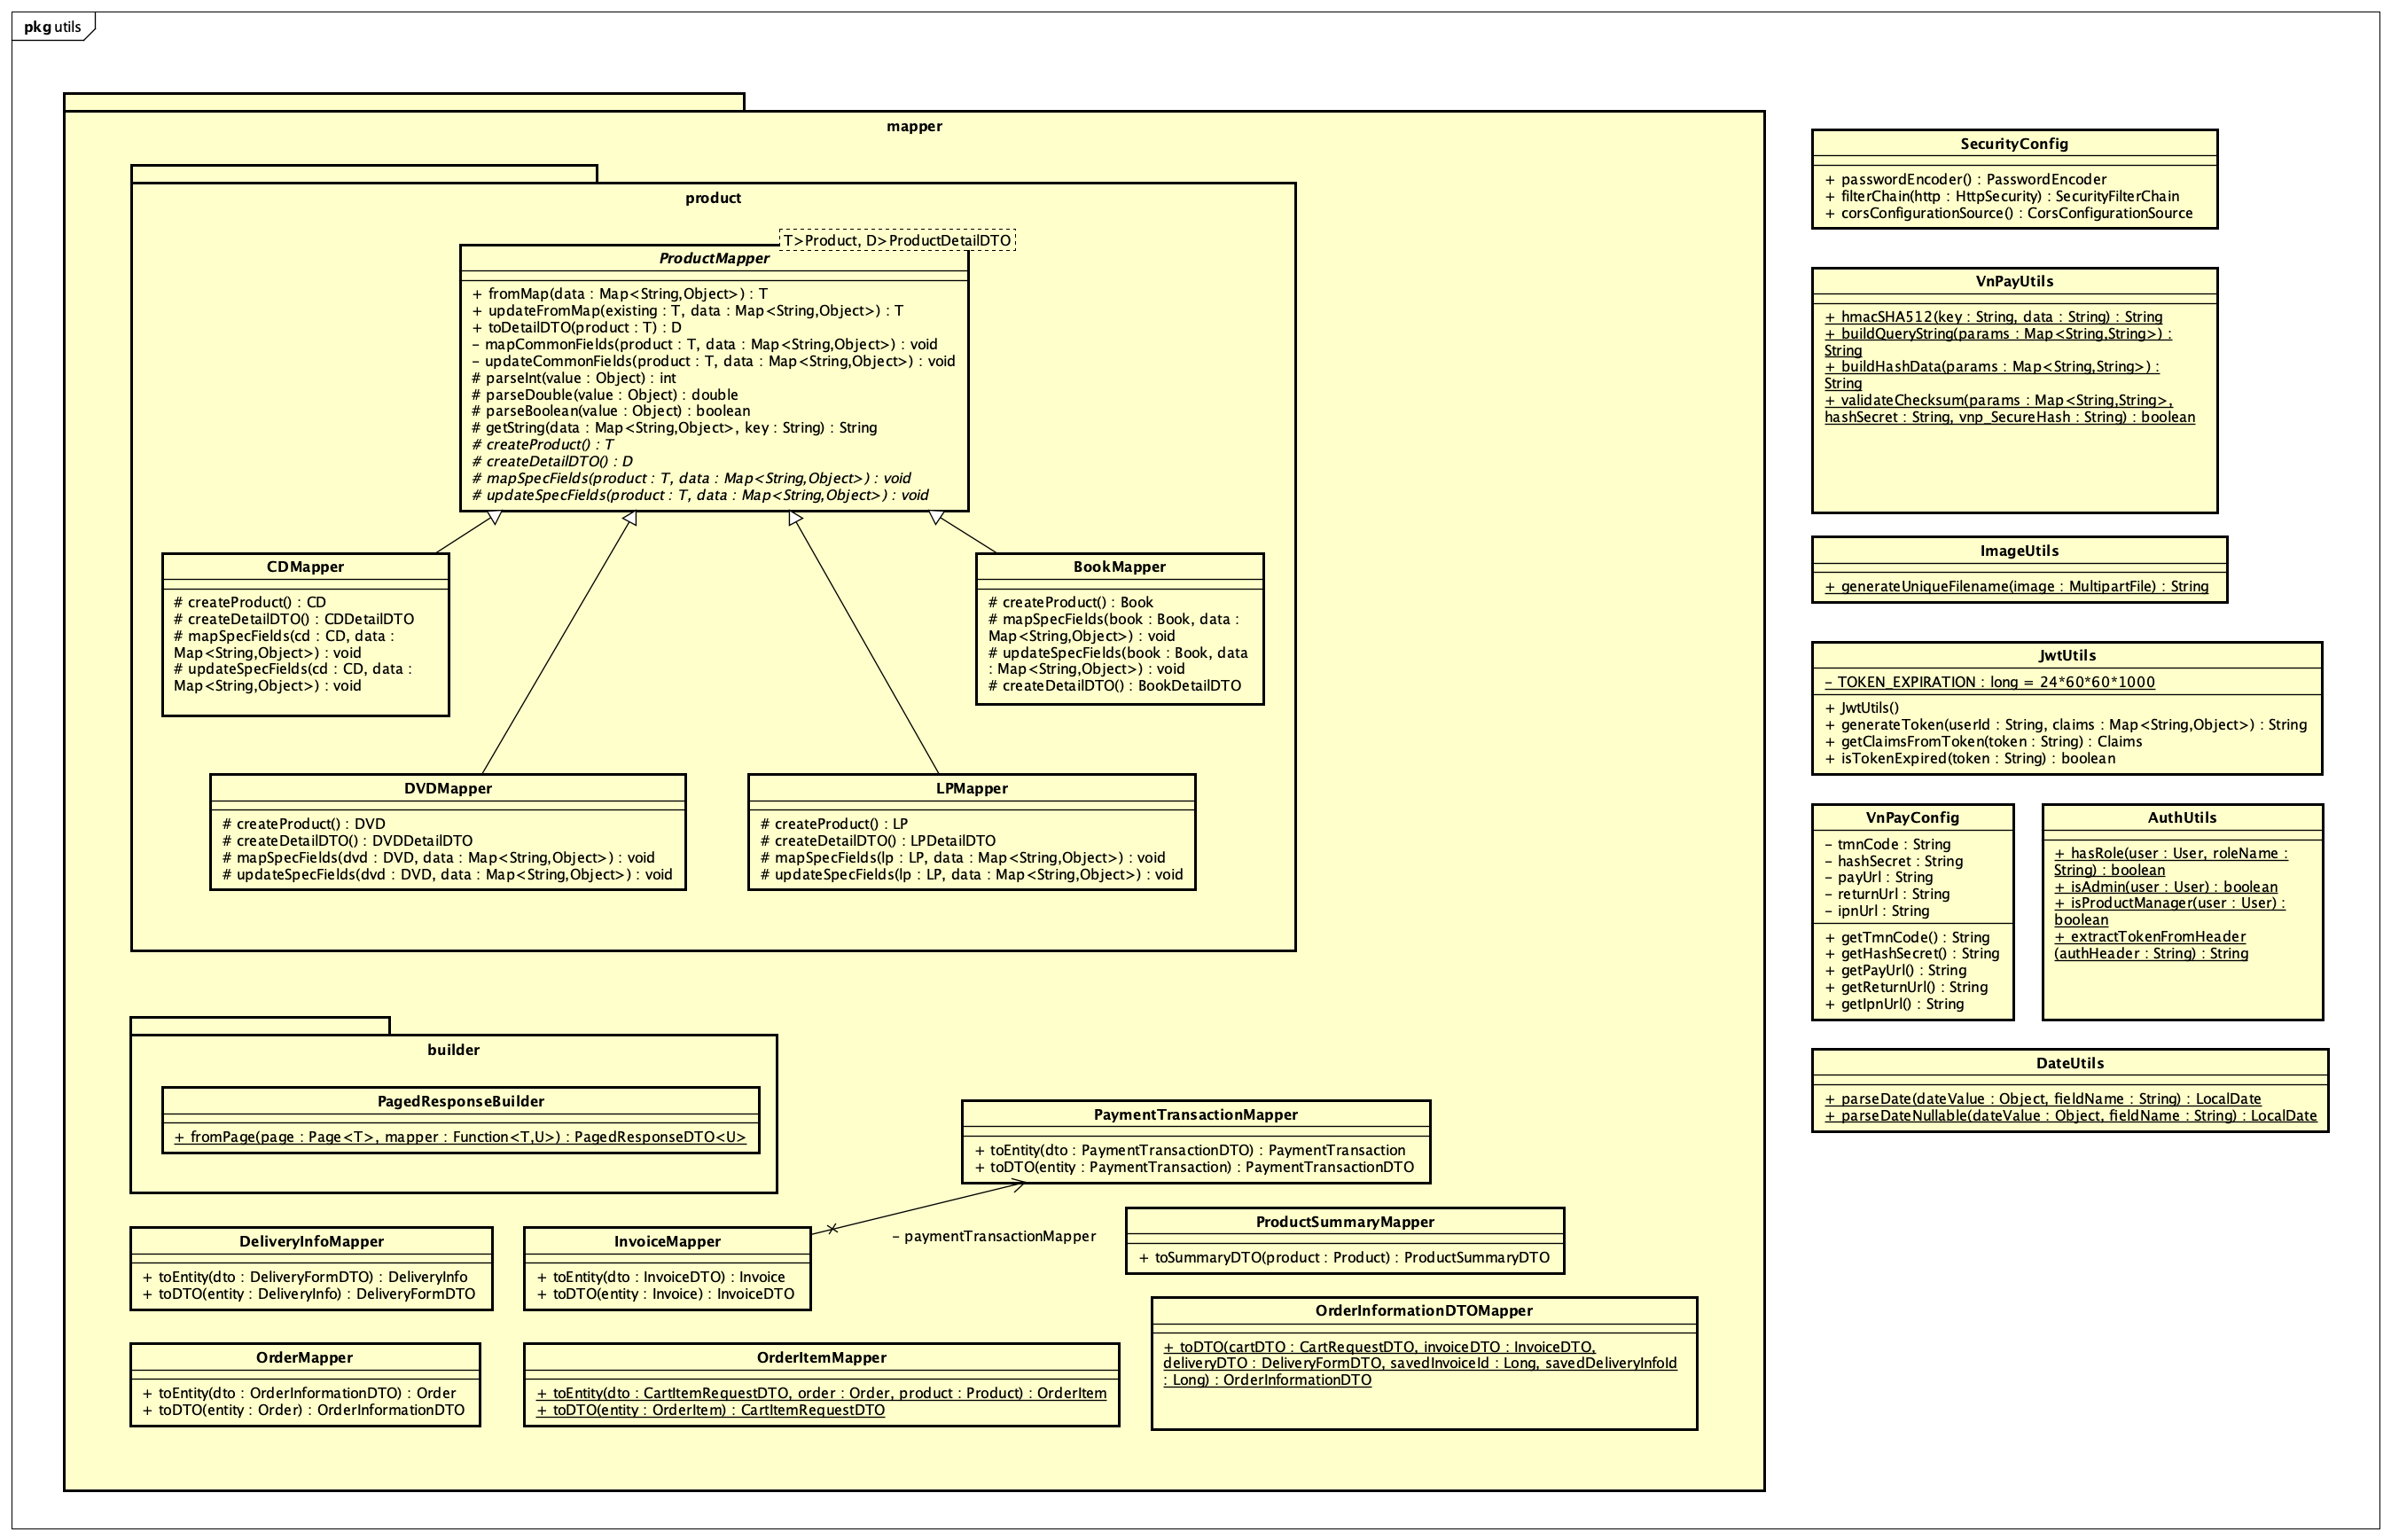 pkg utils
mapper
product
T>Product, D>ProductDetailDTO
ProductMapper
+ fromMap(data : Map<String,Object>) : T
+ updateFromMap(existing : T, data : Map<String,Object>) : T
+ toDetailDTO(product : T) : D
- mapCommonFields(product : T, data : Map<String,Object>) : void
- updateCommonFields(product : T, data : Map<String,Object>) : void
# parseInt(value : Object) : int
# parseDouble(value : Object) : double
# parseBoolean(value : Object) : boolean
# getString(data : Map<String,Object>, key : String) : String
# createProduct() : T
# createDetailDTO() : D
# mapSpecFields(product : T, data : Map<String,Object>) : void
# updateSpecFields(product : T, data : Map<String,Object>) : void
CDMapper
# createProduct() : CD
# createDetailDTO() : CDDetailDTO
# mapSpecFields(cd : CD, data :
Map<String,Object>) : void
# updateSpecFields(cd : CD, data :
Map<String,Object>) : void
BookMapper
# createProduct() : Book
# mapSpecFields(book : Book, data :
Map<String,Object>) : void
# updateSpecFields(book : Book, data
: Map<String,Object>) : void
# createDetailDTO() : BookDetailDTO
DVDMapper
# createProduct() : DVD
# createDetailDTO() : DVDDetailDTO
# mapSpecFields(dvd : DVD, data : Map<String,Object>) : void
# updateSpecFields(dvd : DVD, data : Map<String,Object>) : void
LPMapper
# createProduct() : LP
# createDetailDTO() : LPDetailDTO
# mapSpecFields(lp : LP, data : Map<String,Object>) : void
# updateSpecFields(lp : LP, data : Map<String,Object>) : void
builder
PagedResponseBuilder
+ fromPage(page : Page<T>, mapper : Function<T,U>) : PagedResponseDTO<U>
PaymentTransactionMapper
+ toEntity(dto : PaymentTransactionDTO) : PaymentTransaction
+ toDTO(entity : PaymentTransaction) : PaymentTransactionDTO
- paymentTransactionMapper
DeliveryInfoMapper
+ toEntity(dto : DeliveryFormDTO) : DeliveryInfo
+ toDTO(entity : DeliveryInfo) : DeliveryFormDTO
InvoiceMapper
+ toEntity(dto : InvoiceDTO) : Invoice
+ toDTO(entity : Invoice) : InvoiceDTO
ProductSummaryMapper
+ toSummaryDTO(product : Product) : ProductSummaryDTO
OrderMapper
+ toEntity(dto : OrderInformationDTO) : Order
+ toDTO(entity : Order) : OrderInformationDTO
OrderItemMapper
+ toEntity(dto : CartItemRequestDTO, order : Order, product : Product) : OrderItem
+ toDTO(entity : OrderItem) : CartItemRequestDTO
OrderInformationDTOMapper
+ toDTO(cartDTO : CartRequestDTO, invoiceDTO : InvoiceDTO,
deliveryDTO : DeliveryFormDTO, savedInvoiceId : Long, savedDeliveryInfoId
: Long) : OrderInformationDTO
SecurityConfig
+ passwordEncoder() : PasswordEncoder
+ filterChain(http : HttpSecurity) : SecurityFilterChain
+ corsConfigurationSource() : CorsConfigurationSource
VnPayUtils
+ hmacSHA512(key : String, data : String) : String
+ buildQueryString(params : Map<String,String>) :
String
+ buildHashData(params : Map<String,String>) :
String
+ validateChecksum(params : Map<String,String>,
hashSecret : String, vnp_SecureHash : String) : boolean
ImageUtils
+ generateUniqueFilename(image : MultipartFile) : String
JwtUtils
- TOKEN_EXPIRATION : long = 24*60*60*1000
+ JwtUtils()
+ generateToken(userId : String, claims : Map<String,Object>) : String
+ getClaimsFromToken(token : String) : Claims
+ isTokenExpired(token : String) : boolean
VnPayConfig
- tmnCode : String
- hashSecret : String
- payUrl : String
- returnUrl : String
- ipnUrl : String
+ getTmnCode() : String
+ getHashSecret() : String
+ getPayUrl() : String
+ getReturnUrl() : String
+ getIpnUrl() : String
AuthUtils
+ hasRole(user : User, roleName :
String) : boolean
+ isAdmin(user : User) : boolean
+ isProductManager(user : User) :
boolean
+ extractTokenFromHeader
(authHeader : String) : String
DateUtils
+ parseDate(dateValue : Object, fieldName : String) : LocalDate
+ parseDateNullable(dateValue : Object, fieldName : String) : LocalDate